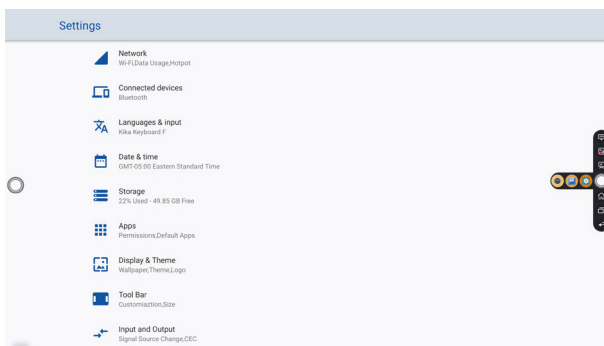 Settings
Network
Wi-Fi,Data Usage,Hotpot
Connected devices
Bluetooth
Languages & input
Kika Keyboard F
Date & time
GMT-05:00 Eastern Standard Time
Storage
22% Used - 49.85 GB Free
Apps
Permissions,Default Apps
Display & Theme
Wallpaper,Theme,Logo
Tool Bar
Customiaztion,Size
Input and Output
Signal Source Change,CEC